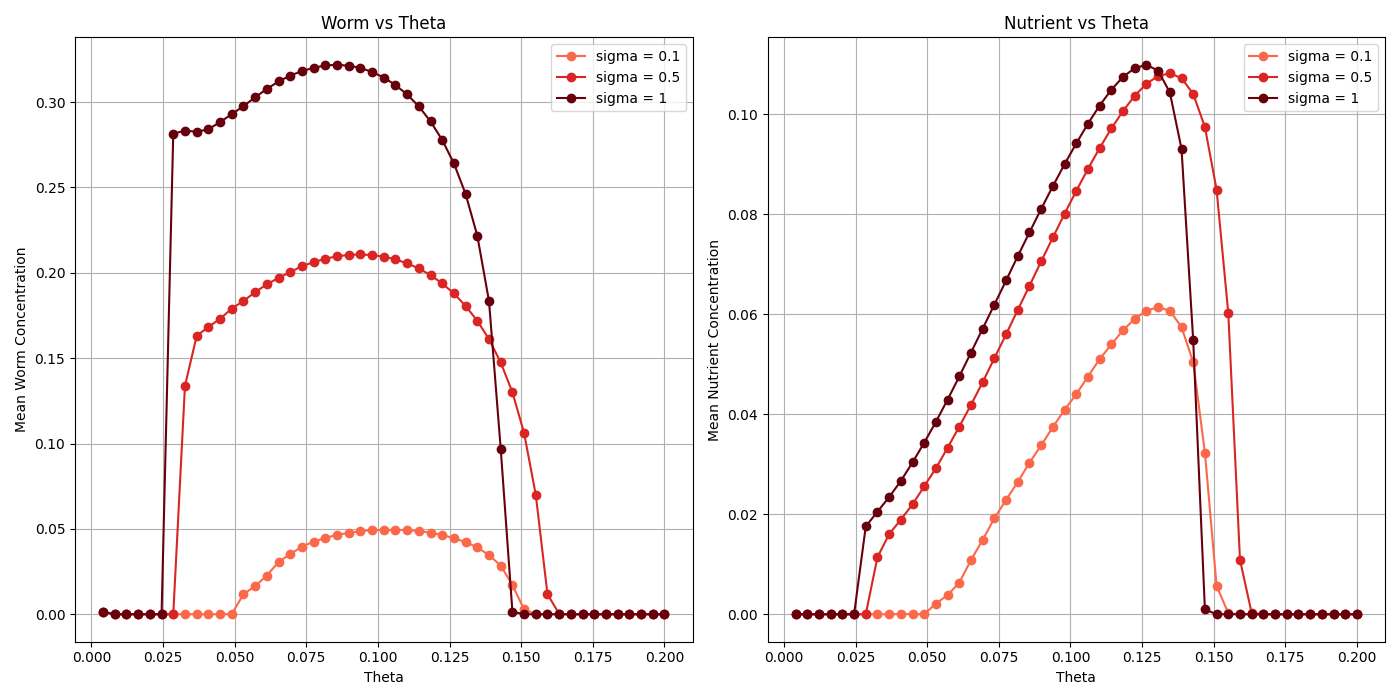 Worm vs Theta
Mean Worm Concentration
0.30
0.25
0.20
0.15
0.10
0.05
0.00
0.000 0.025 0.050 0.075 0.100 0.125 0.150 0.175 0.200
Theta
sigma = 0.1
sigma = 0.5
sigma = 1
Nutrient vs Theta
Mean Nutrient Concentration
0.10
0.08
0.06
0.04
0.02
0.00
0.000 0.025 0.050 0.075 0.100 0.125 0.150 0.175 0.200
Theta
sigma = 0.1
sigma = 0.5
sigma = 1